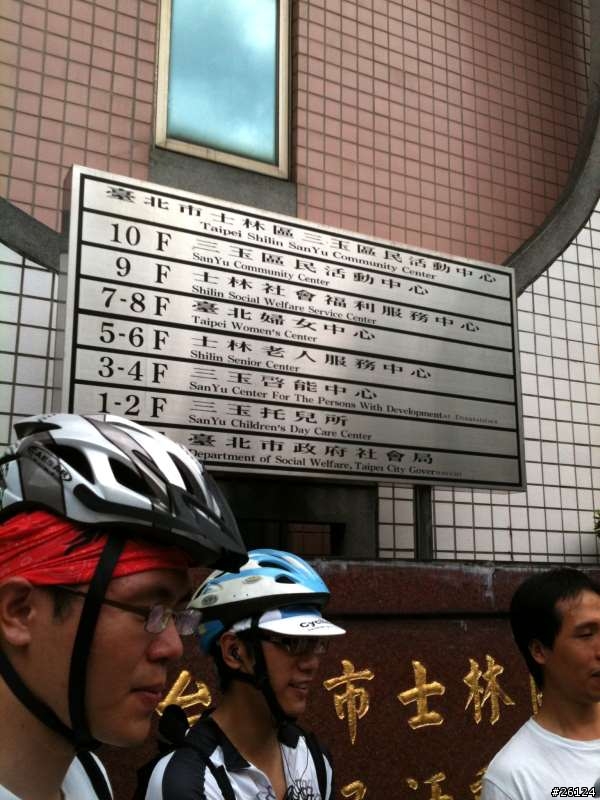 臺北市士林區三玉區民活動中心
Taipei Shilin SanYu Community Center
10 F 三玉區民活動中心
SanYu Community Center
9 F 士林社會福利服務中心
Shilin Social Welfare Service Center
7-8 F 臺北婦女中心
Taipei Women's Center
5-6 F 士林老人服務中心
Shilin Senior Center
3-4 F 三玉啓能中心
SanYu Center For The Persons With Developmental Disabilities
1-2 F 三玉托兒所
SanYu Children's Day Care Center
臺北市政府社會局
Department of Social Welfare, Taipei City Government
台 市士林
活
#26124